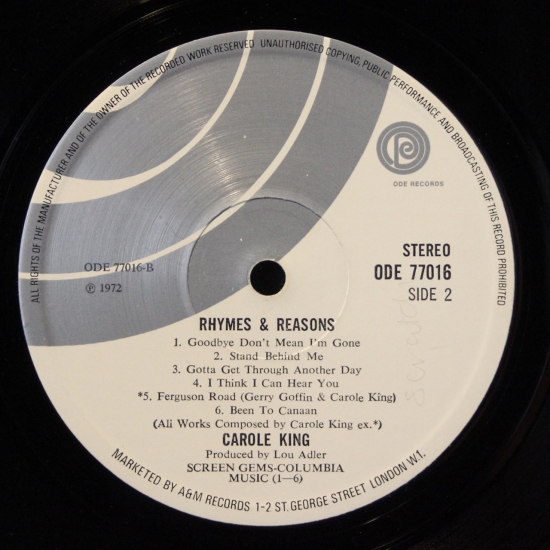 ALL RIGHTS OF THE MANUFACTURER AND OF THE OWNER OF THE RECORDED WORK RESERVED UNAUTHORISED COPYING, PUBLIC PERFORMANCE AND BROADCASTING OF THIS RECORD PROHIBITED
ODE RECORDS
STEREO
ODE 77016
SIDE 2
ODE 77016-B
℗ 1972
RHYMES & REASONS
1. Goodbye Don't Mean I'm Gone
2. Stand Behind Me
3. Gotta Get Through Another Day
4. I Think I Can Hear You
*5. Ferguson Road (Gerry Goffin & Carole King)
6. Been To Canaan
(All Works Composed by Carole King ex.*)
CAROLE KING
Produced by Lou Adler
SCREEN GEMS-COLUMBIA
MUSIC (1—6)
MARKETED BY A&M RECORDS 1-2 ST. GEORGE STREET LONDON W.1.